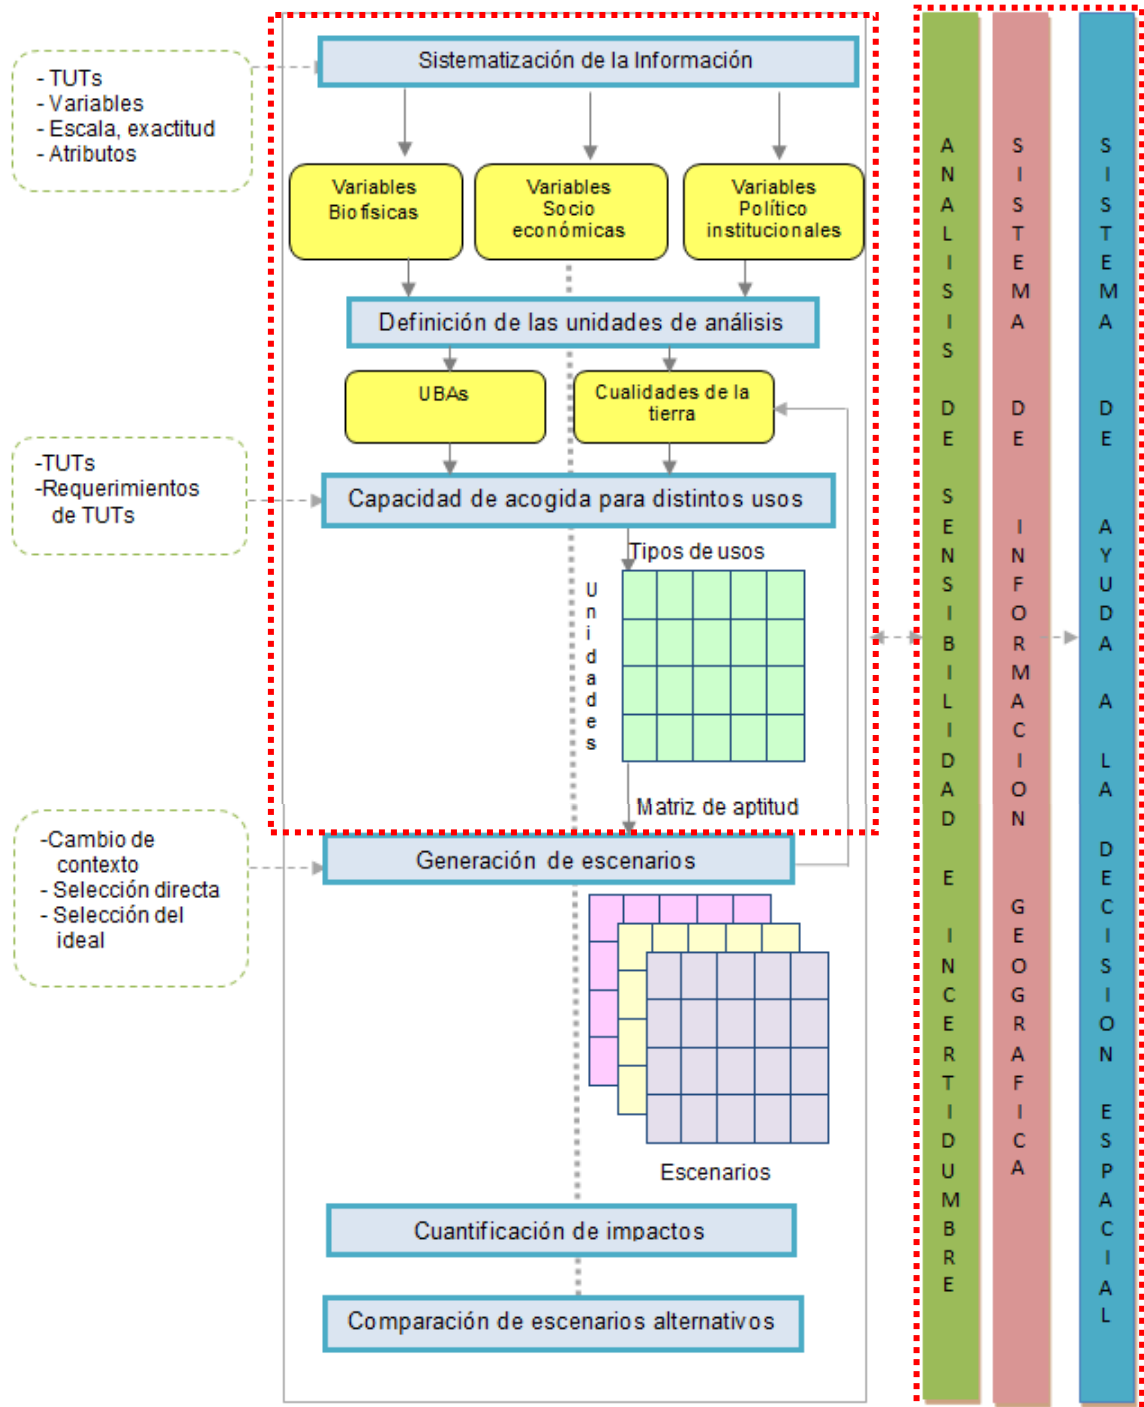 Sistematización de la Información
- TUTs
- Variables
- Escala, exactitud
- Atributos
Variables
Biofísicas
Variables
Socio
económicas
Variables
Político
institucionales
Definición de las unidades de análisis
UBAs
Cualidades de la
tierra
-TUTs
-Requerimientos
de TUTs
Capacidad de acogida para distintos usos
Tipos de usos
Unidades
Matriz de aptitud
-Cambio de
contexto
- Selección directa
- Selección del
ideal
Generación de escenarios
Escenarios
Cuantificación de impactos
Comparación de escenarios alternativos
ANALISIS DE SENSIBILIDAD E INCERTIDUMBRE
SISTEMA DE INFORMACION GEOGRAFICA
SISTEMA DE AYUDA A LA DECISION ESPACIAL